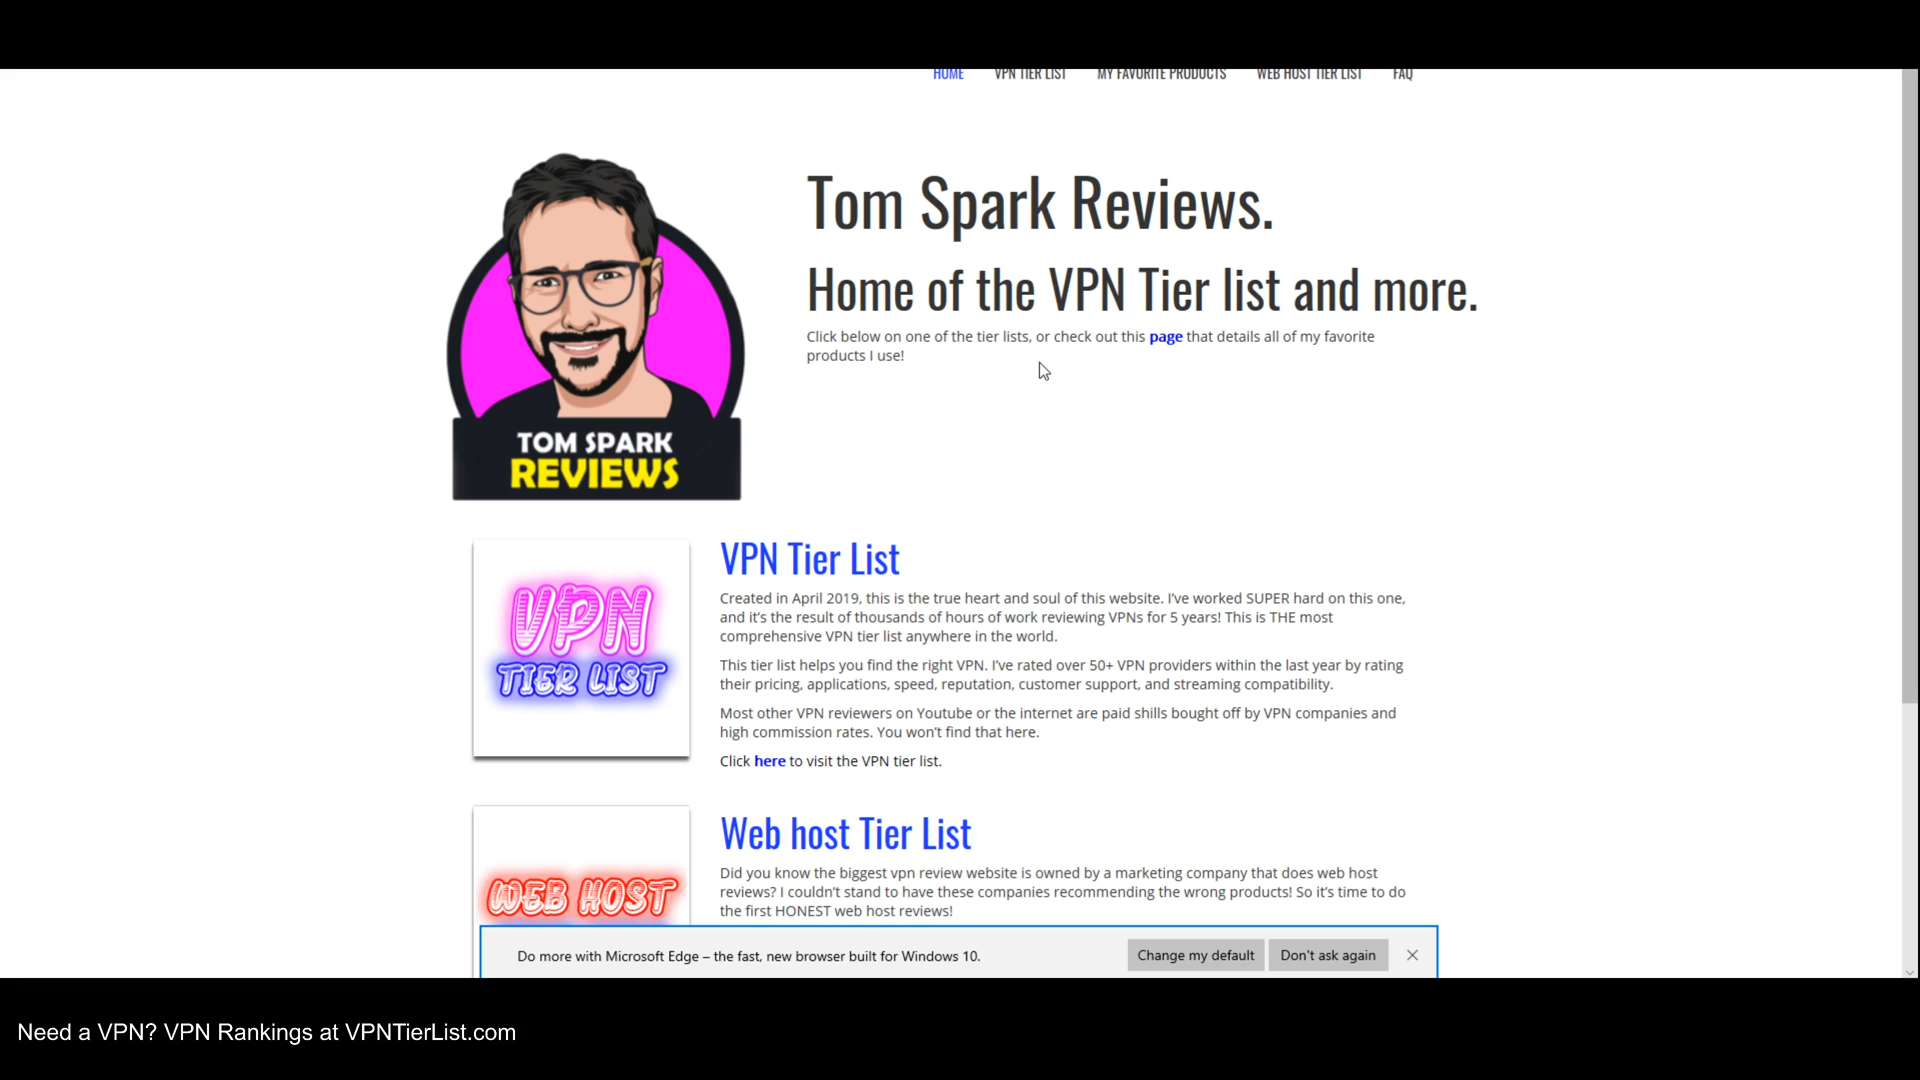 HOME VPN TIER LIST MY FAVORITE PRODUCTS WEB HOST TIER LIST FAQ
Tom Spark Reviews.
Home of the VPN Tier list and more.
Click below on one of the tier lists, or check out this page that details all of my favorite
products I use!
TOM SPARK
REVIEWS
VPN
TIER LIST
VPN Tier List
Created in April 2019, this is the true heart and soul of this website. I've worked SUPER hard on this one,
and it's the result of thousands of hours of work reviewing VPNs for 5 years! This is THE most
comprehensive VPN tier list anywhere in the world.
This tier list helps you find the right VPN. I've rated over 50+ VPN providers within the last year by rating
their pricing, applications, speed, reputation, customer support, and streaming compatibility.
Most other VPN reviewers on Youtube or the internet are paid shills bought off by VPN companies and
high commission rates. You won't find that here.
Click here to visit the VPN tier list.
WEB HOST
Web host Tier List
Did you know the biggest vpn review website is owned by a marketing company that does web host
reviews? I couldn't stand to have these companies recommending the wrong products! So it's time to do
the first HONEST web host reviews!
Do more with Microsoft Edge – the fast, new browser built for Windows 10. Change my default Don't ask again
Need a VPN? VPN Rankings at VPNTierList.com